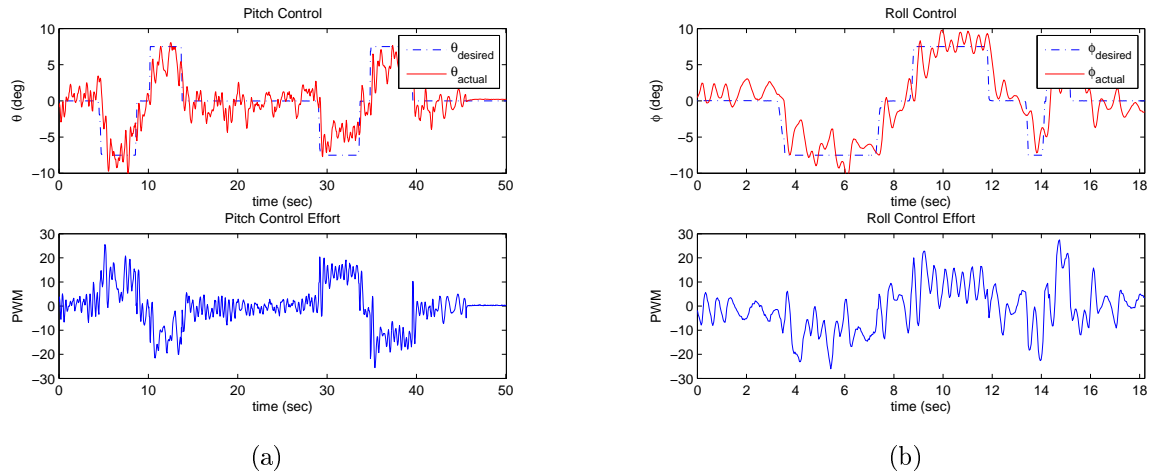 Pitch Control
10
5
0
−5
−10
θ (deg)
θ desired
θ actual
0 10 20 30 40 50
time (sec)
Pitch Control Effort
30
20
10
0
−10
−20
−30
PWM
0 10 20 30 40 50
time (sec)
(a)
Roll Control
10
5
0
−5
−10
ϕ (deg)
ϕ desired
ϕ actual
0 2 4 6 8 10 12 14 16 18
time (sec)
Roll Control Effort
30
20
10
0
−10
−20
−30
PWM
0 2 4 6 8 10 12 14 16 18
time (sec)
(b)